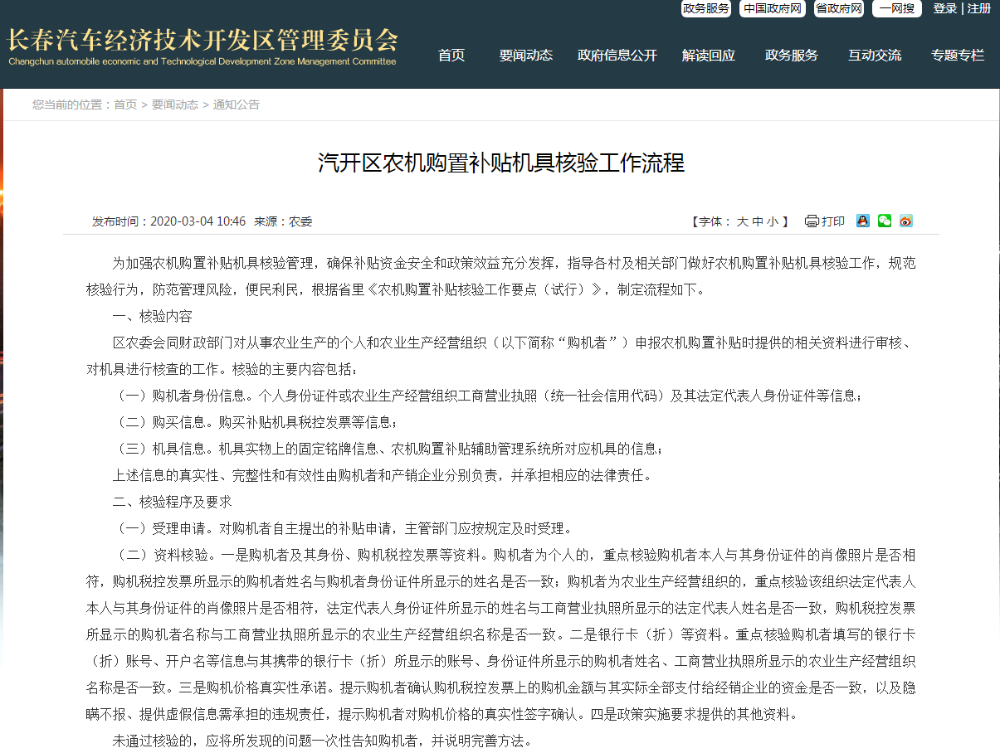 政务服务 中国政府网 省政府网 一网搜 登录 | 注册
长春汽车经济技术开发区管理委员会
Changchun automobile economic and Technological Development Zone Management Committee
首页 要闻动态 政府信息公开 解读回应 政务服务 互动交流 专题专栏
您当前的位置：首页 > 要闻动态 > 通知公告
汽开区农机购置补贴机具核验工作流程
发布时间：2020-03-04 10:46 来源：农委 【字体： 大 中 小 】 打印
为加强农机购置补贴机具核验管理，确保补贴资金安全和政策效益充分发挥，指导各村及相关部门做好农机购置补贴机具核验工作，规范
核验行为，防范管理风险，便民利民，根据省里《农机购置补贴核验工作要点（试行）》，制定流程如下。
一、核验内容
区农委会同财政部门对从事农业生产的个人和农业生产经营组织（以下简称“购机者”）申报农机购置补贴时提供的相关资料进行审核、
对机具进行核查的工作。核验的主要内容包括：
（一）购机者身份信息。个人身份证件或农业生产经营组织工商营业执照（统一社会信用代码）及其法定代表人身份证件等信息；
（二）购买信息。购买补贴机具税控发票等信息；
（三）机具信息。机具实物上的固定铭牌信息、农机购置补贴辅助管理系统所对应机具的信息；
上述信息的真实性、完整性和有效性由购机者和产销企业分别负责，并承担相应的法律责任。
二、核验程序及要求
（一）受理申请。对购机者自主提出的补贴申请，主管部门应按规定及时受理。
（二）资料核验。一是购机者及其身份、购机税控发票等资料。购机者为个人的，重点核验购机者本人与其身份证件的肖像照片是否相
符，购机税控发票所显示的购机者姓名与购机者身份证件所显示的姓名是否一致；购机者为农业生产经营组织的，重点核验该组织法定代表人
本人与其身份证件的肖像照片是否相符，法定代表人身份证件所显示的姓名与工商营业执照所显示的法定代表人姓名是否一致，购机税控发票
所显示的购机者名称与工商营业执照所显示的农业生产经营组织名称是否一致。二是银行卡（折）等资料。重点核验购机者填写的银行卡
（折）账号、开户名等信息与其携带的银行卡（折）所显示的账号、身份证件所显示的购机者姓名、工商营业执照所显示的农业生产经营组织
名称是否一致。三是购机价格真实性承诺。提示购机者确认购机税控发票上的购机金额与其实际全部支付给经销企业的资金是否一致，以及隐
瞒不报、提供虚假信息需承担的违规责任，提示购机者对购机价格的真实性签字确认。四是政策实施要求提供的其他资料。
未通过核验的，应将所发现的问题一次性告知购机者，并说明完善方法。